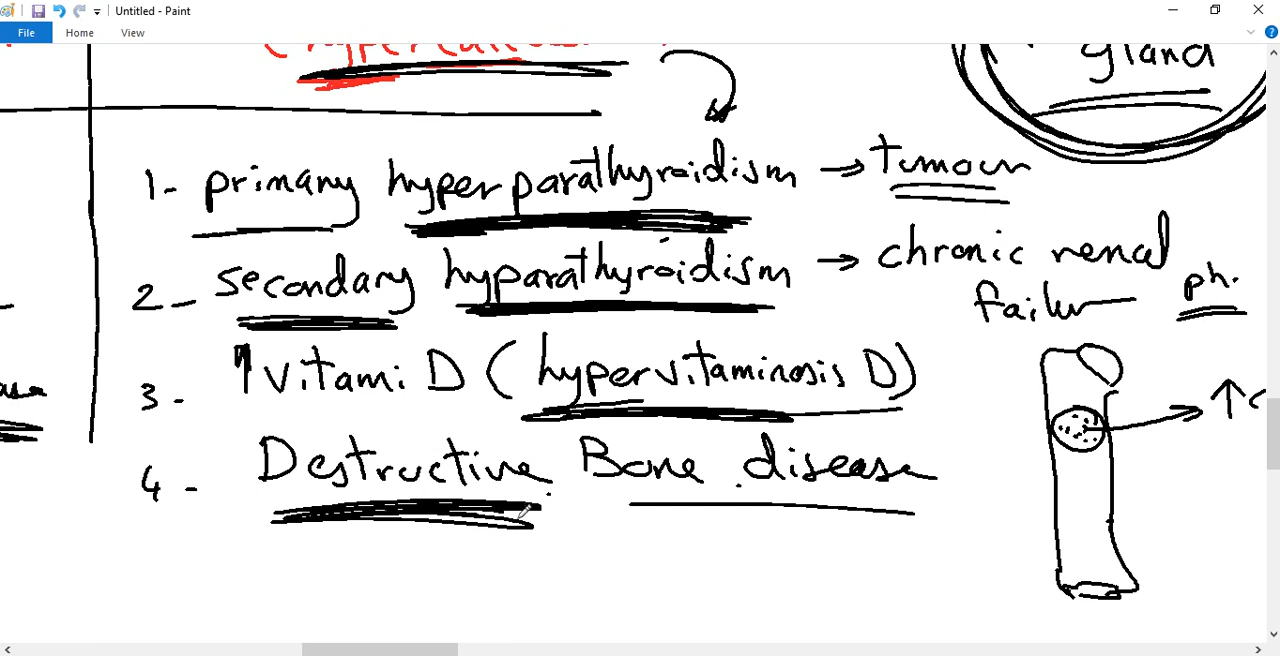 Untitled - Paint
File Home View
gland
1- primary hyperparathyroidism → tumour
2- secondary hyparathyroidism → chronic renal
failur ph.
3 - ↑Vitami D (hypervitaminosis D)
4 - Destructive Bone disease